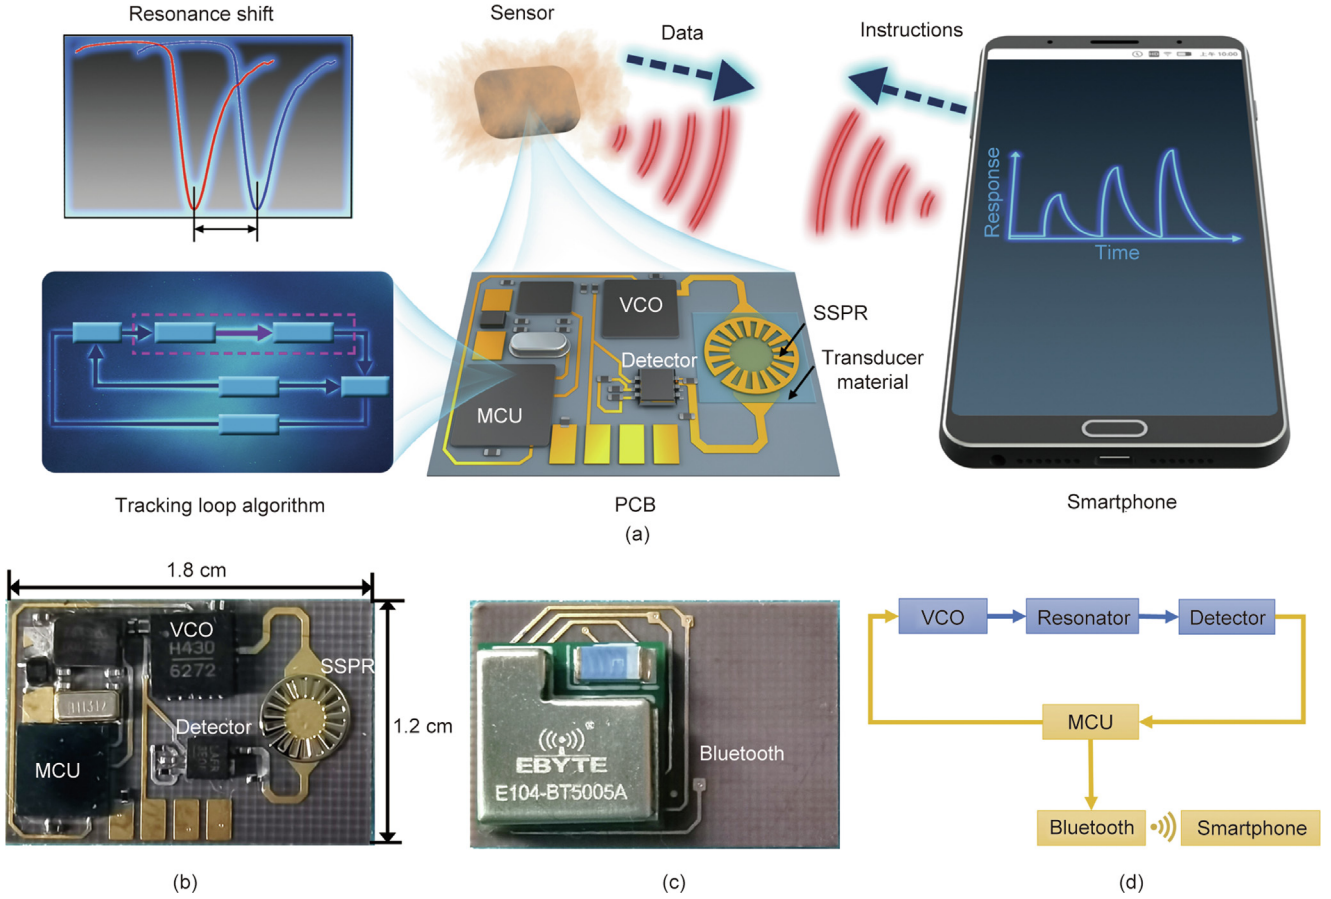 Resonance shift
Sensor
Data
Instructions
10:00
Response
Time
VCO
SSPR
Detector
Transducer
material
MCU
Tracking loop algorithm
PCB
Smartphone
(a)
1.8 cm
VCO
H430
6272
SSPR
Detector
MCU
1.2 cm
(b)
EBYTE
E104-BT5005A
Bluetooth
(c)
VCO
Resonator
Detector
MCU
Bluetooth
Smartphone
(d)